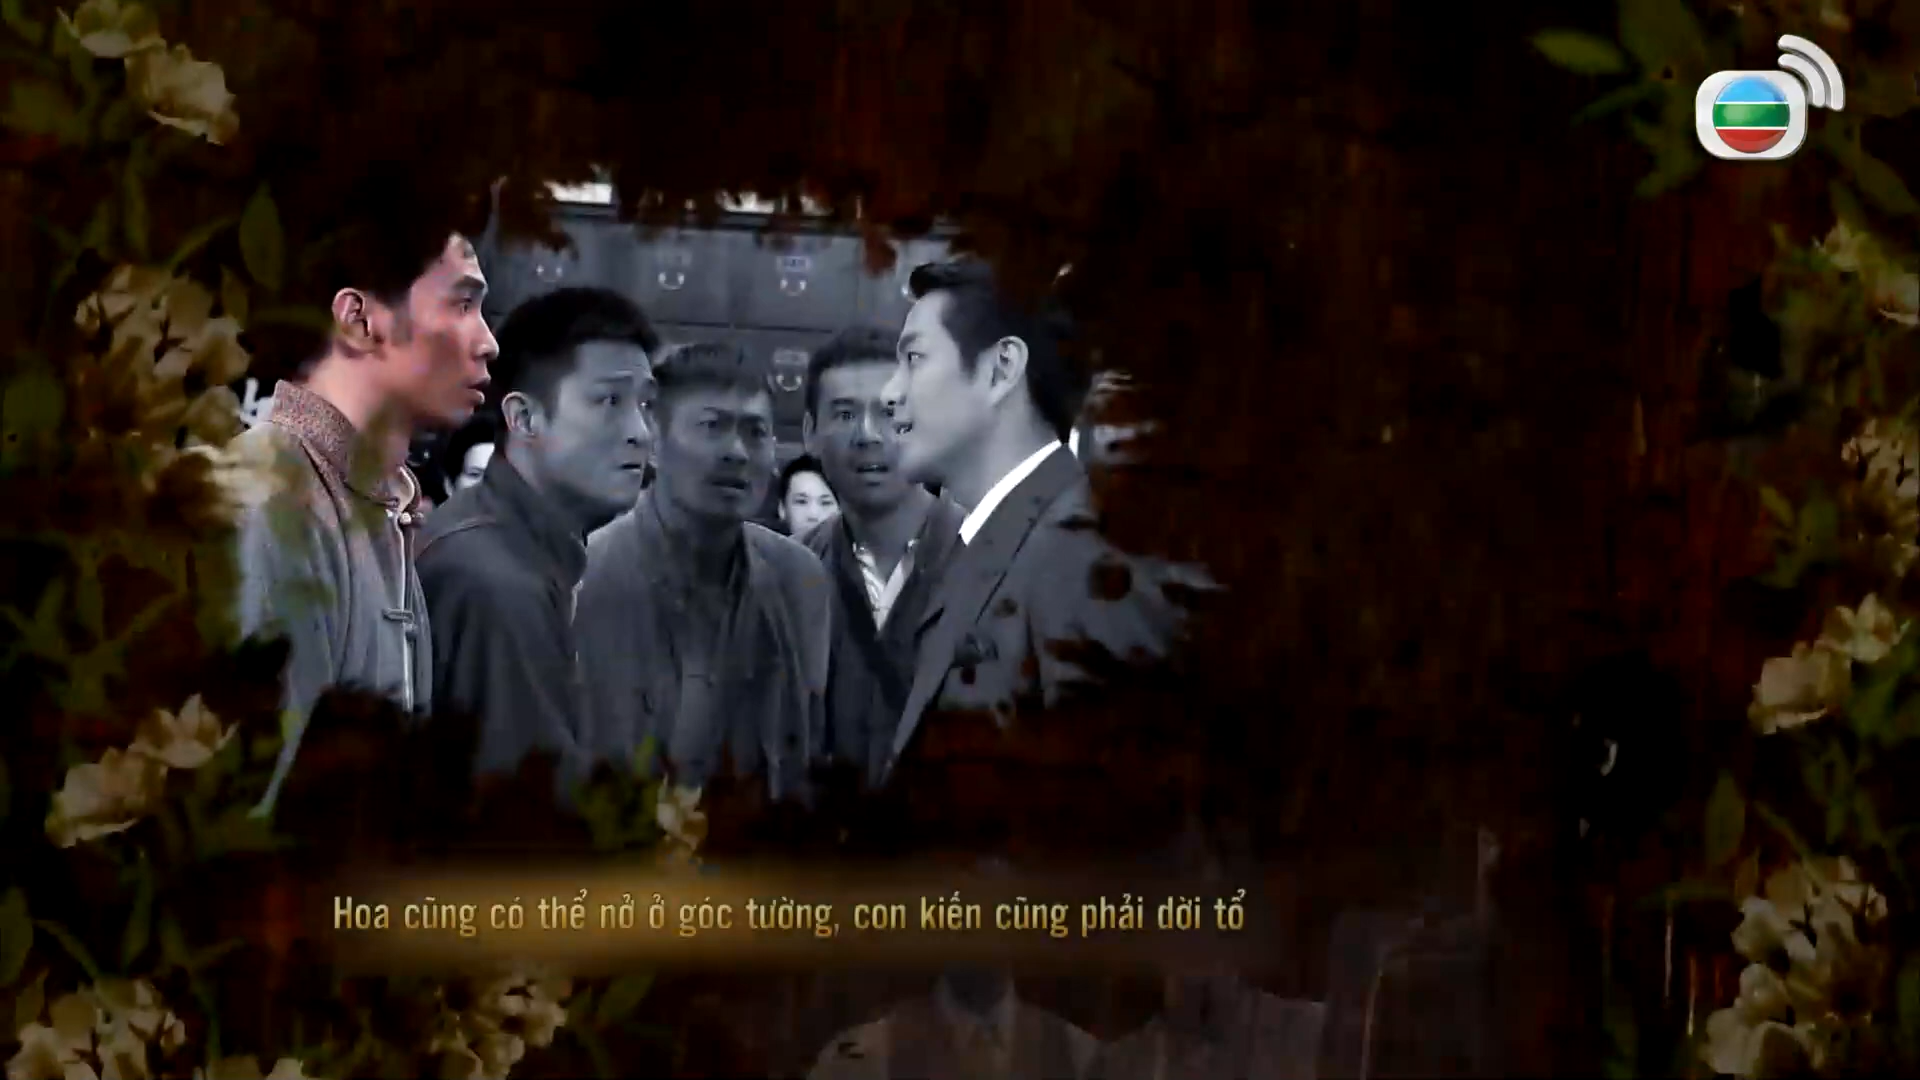 Hoa cũng có thể nở ở góc tường, con kiến cũng phải dời tổ